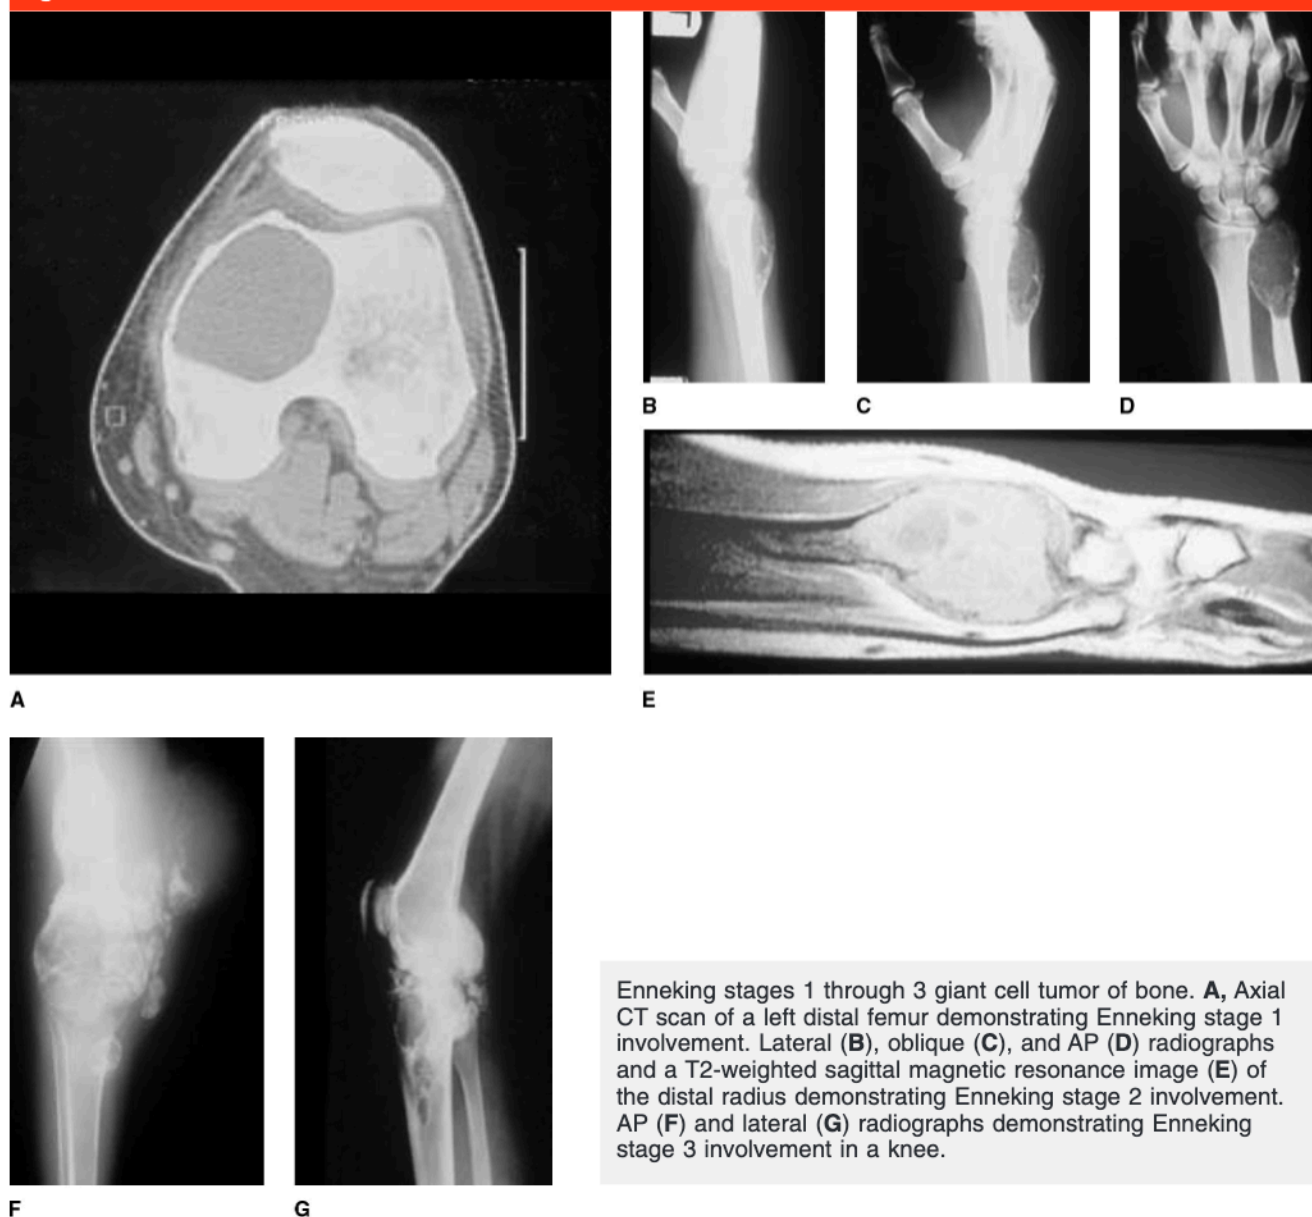 B
C
D
A
E
Enneking stages 1 through 3 giant cell tumor of bone. A, Axial
CT scan of a left distal femur demonstrating Enneking stage 1
involvement. Lateral (B), oblique (C), and AP (D) radiographs
and a T2-weighted sagittal magnetic resonance image (E) of
the distal radius demonstrating Enneking stage 2 involvement.
AP (F) and lateral (G) radiographs demonstrating Enneking
stage 3 involvement in a knee.
F
G